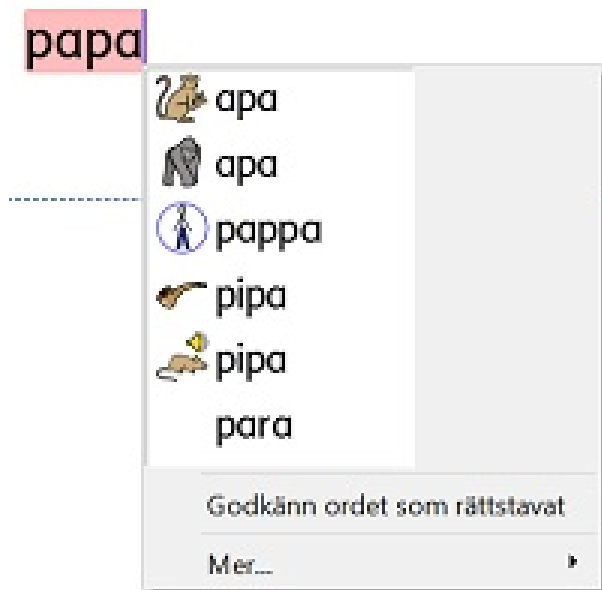 papa
apa
apa
pappa
pipa
pipa
para
Godkänn ordet som rättstavat
Mer...